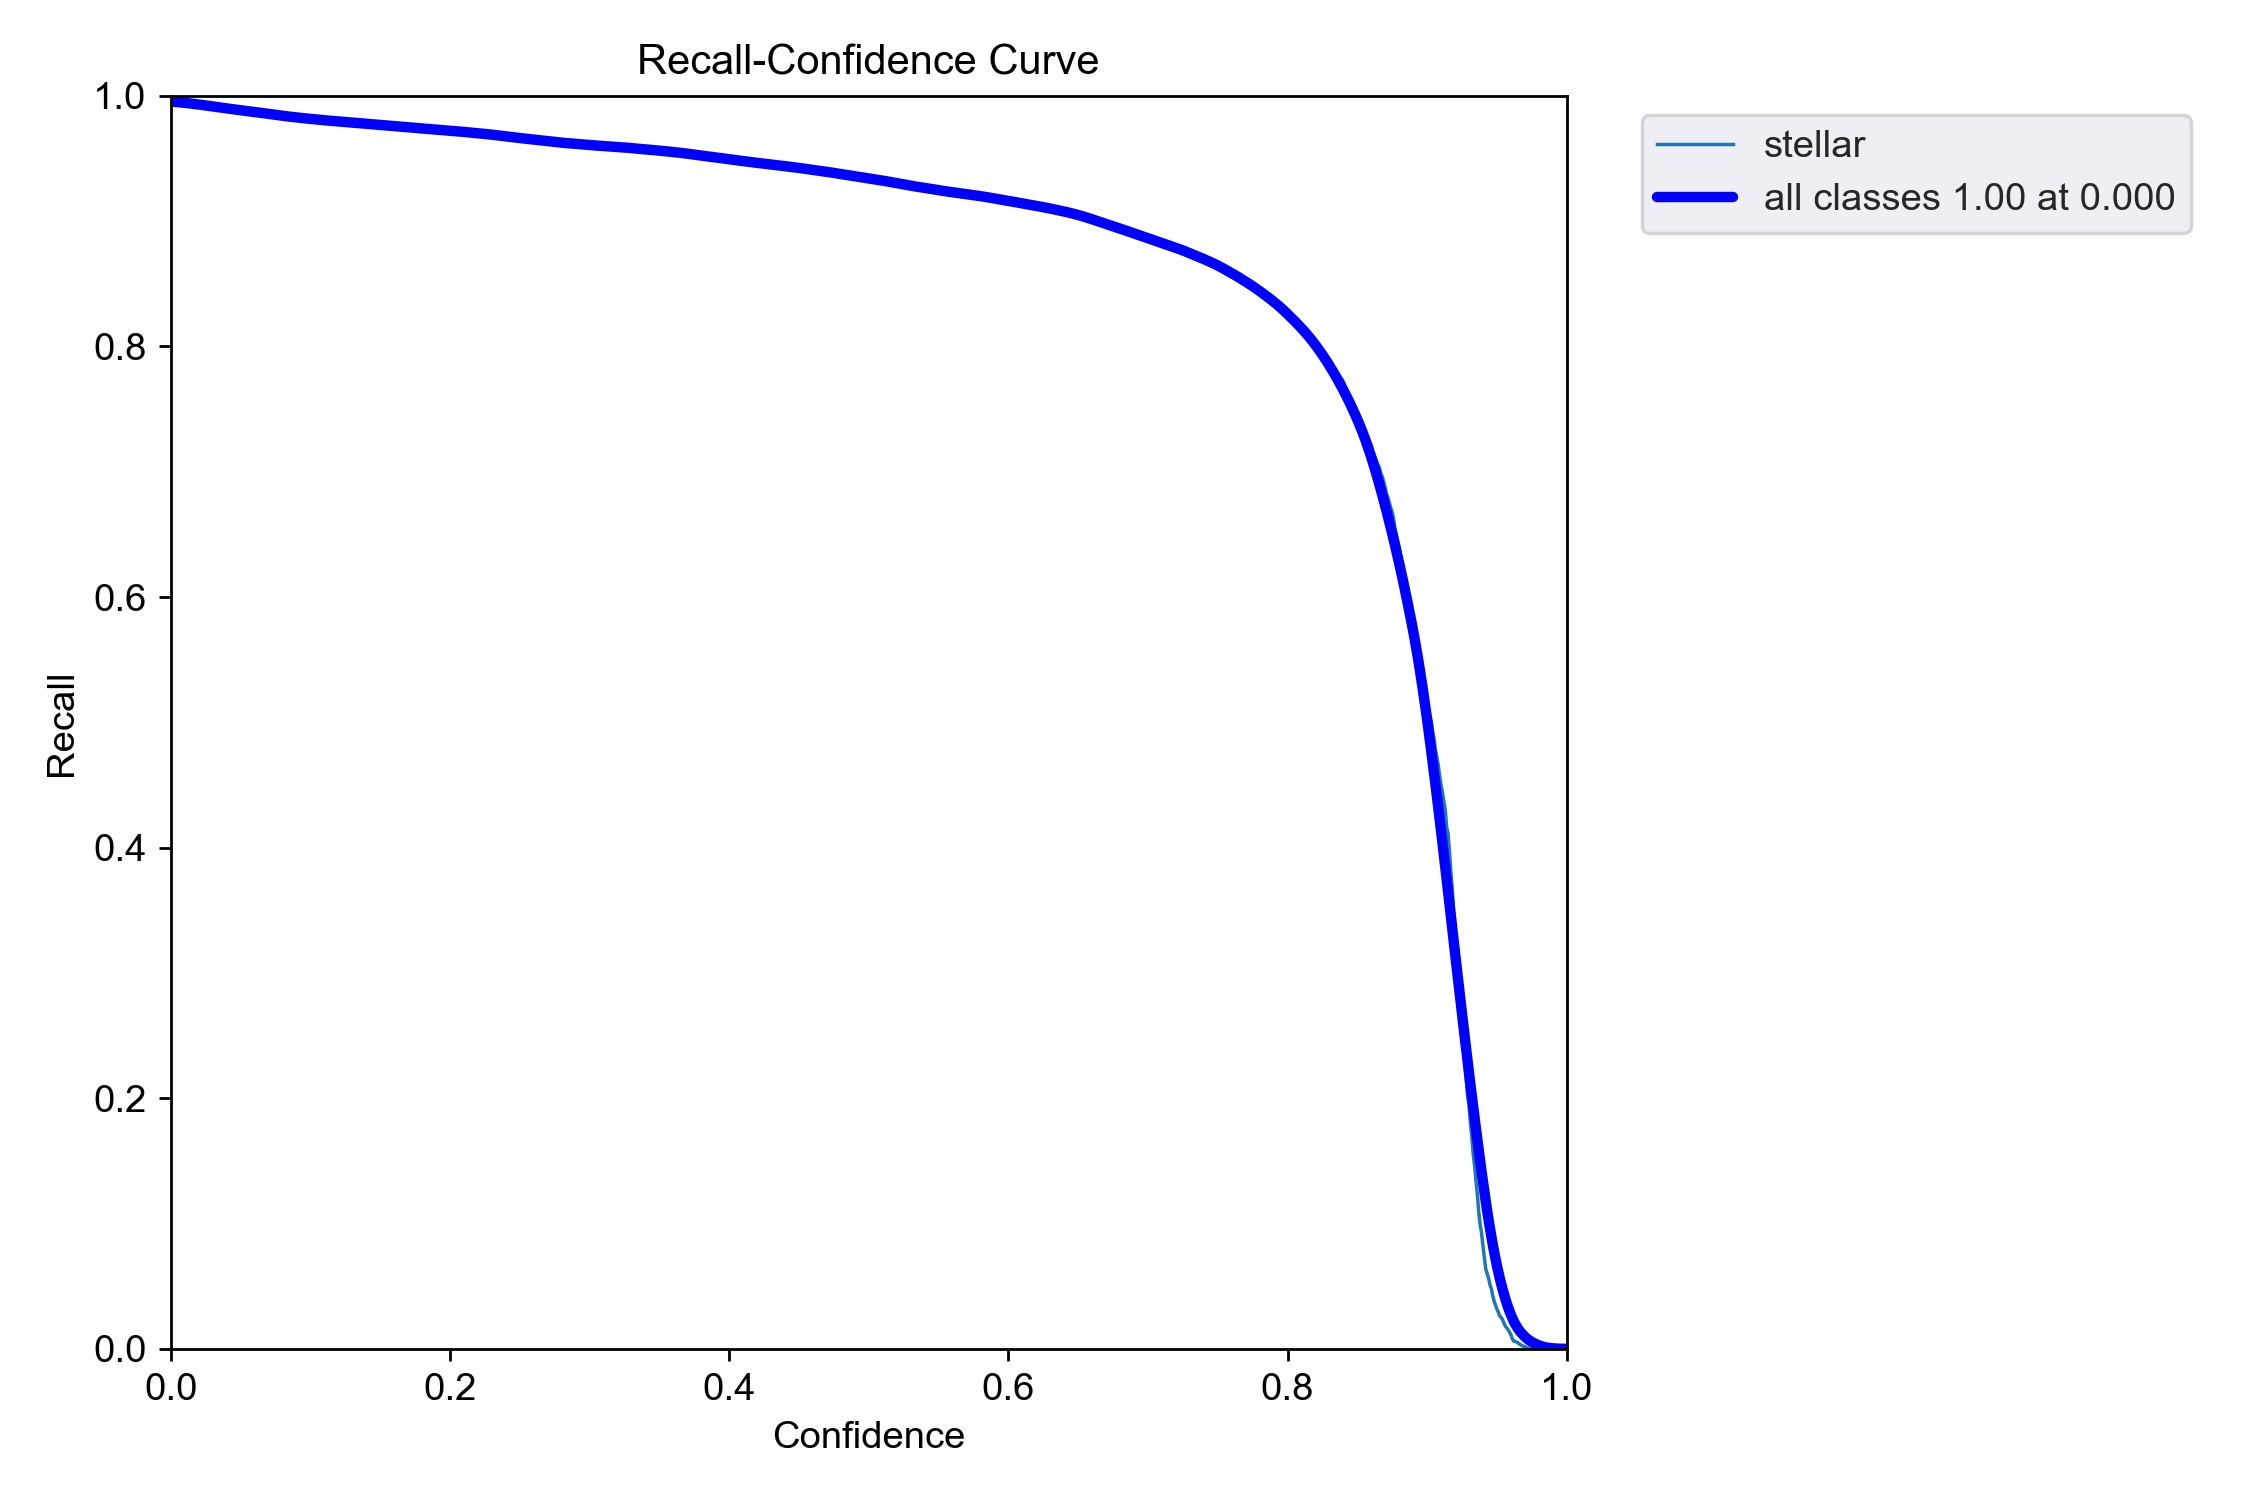 Recall-Confidence Curve
1.0
0.8
0.6
0.4
0.2
0.0
Recall
0.0 0.2 0.4 0.6 0.8 1.0
Confidence
stellar
all classes 1.00 at 0.000